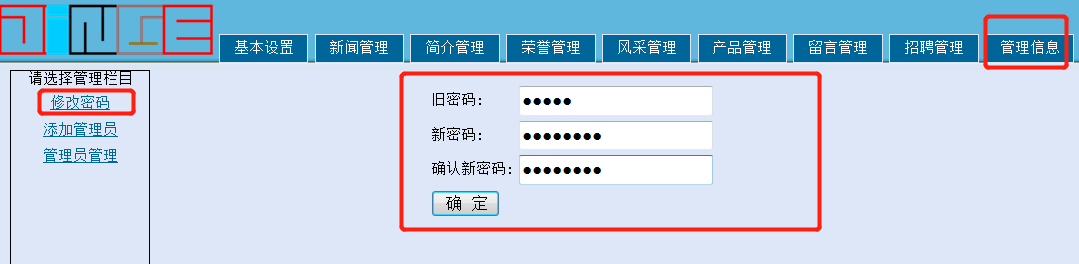 JINSE
基本设置 新闻管理 简介管理 荣誉管理 风采管理 产品管理 留言管理 招聘管理 管理信息
请选择管理栏目
修改密码
添加管理员
管理员管理
旧密码: ●●●●●
新密码: ●●●●●●●●
确认新密码: ●●●●●●●●
确 定